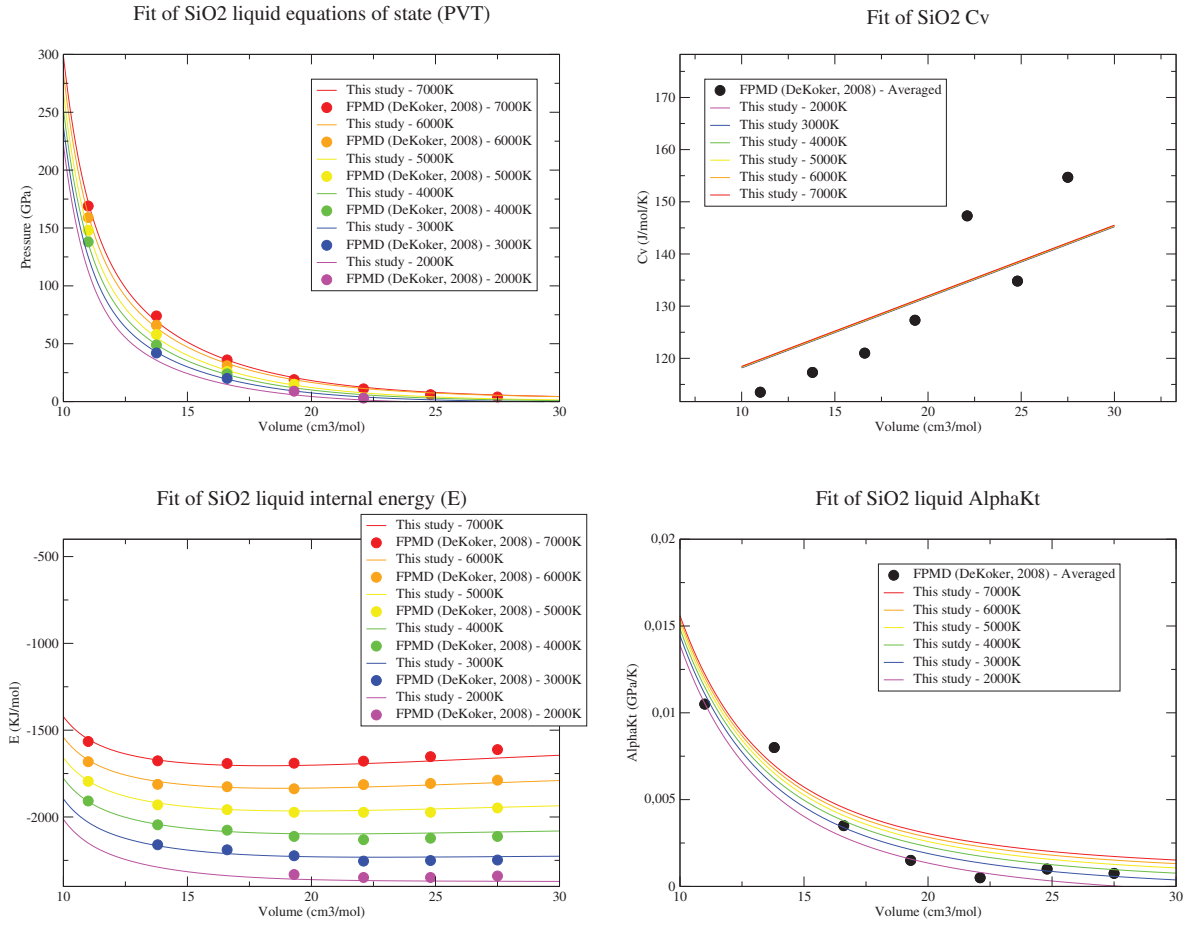 Fit of SiO2 liquid equations of state (PVT)
300
250
200
150
100
50
0
Pressure (GPa)
10
15
20
25
30
Volume (cm3/mol)
This study - 7000K
FPMD (DeKoker, 2008) - 7000K
This study - 6000K
FPMD (DeKoker, 2008) - 6000K
This study - 5000K
FPMD (DeKoker, 2008) - 5000K
This study - 4000K
FPMD (DeKoker, 2008) - 4000K
This study - 3000K
FPMD (DeKoker, 2008) - 3000K
This study - 2000K
FPMD (DeKoker, 2008) - 2000K
Fit of SiO2 Cv
170
160
150
140
130
120
Cv (J/mol/K)
10
15
20
25
30
Volume (cm3/mol)
FPMD (DeKoker, 2008) - Averaged
This study - 2000K
This study 3000K
This study - 4000K
This study - 5000K
This study - 6000K
This study - 7000K
Fit of SiO2 liquid internal energy (E)
-500
-1000
-1500
-2000
E (KJ/mol)
10
15
20
25
30
Volume (cm3/mol)
This study - 7000K
FPMD (DeKoker, 2008) - 7000K
This study - 6000K
FPMD (DeKoker, 2008) - 6000K
This study - 5000K
FPMD (DeKoker, 2008) - 5000K
This study - 4000K
FPMD (DeKoker, 2008) - 4000K
This study - 3000K
FPMD (DeKoker, 2008) - 3000K
This study - 2000K
FPMD (DeKoker, 2008) - 2000K
Fit of SiO2 liquid AlphaKt
0,02
0,015
0,01
0,005
0
AlphaKt (GPa/K)
10
15
20
25
30
Volume (cm3/mol)
FPMD (DeKoker, 2008) - Averaged
This study - 7000K
This study - 6000K
This study - 5000K
This study - 4000K
This study - 3000K
This study - 2000K